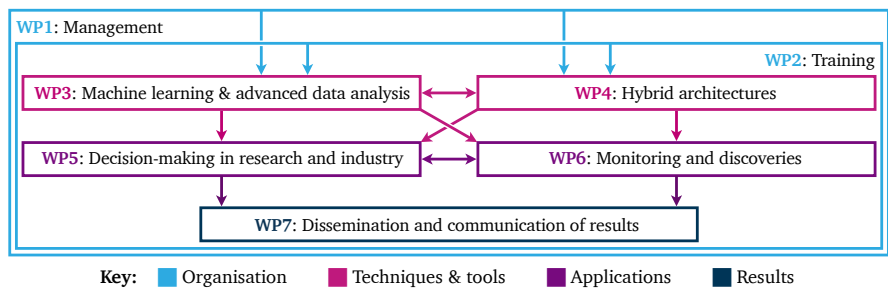 WP1: Management
WP2: Training
WP3: Machine learning & advanced data analysis
WP4: Hybrid architectures
WP5: Decision-making in research and industry
WP6: Monitoring and discoveries
WP7: Dissemination and communication of results
Key: Organisation Techniques & tools Applications Results